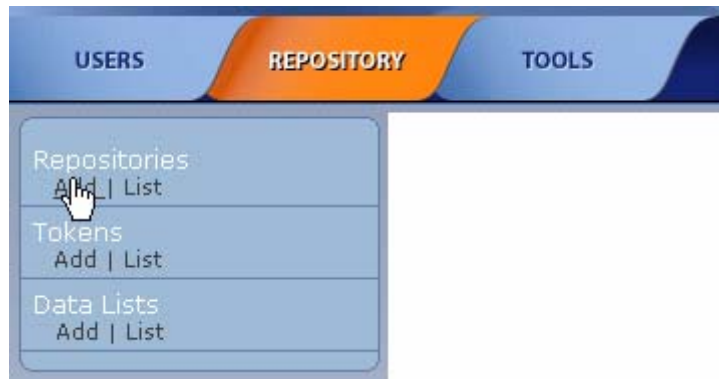 USERS REPOSITORY TOOLS
Repositories
Add | List
Tokens
Add | List
Data Lists
Add | List